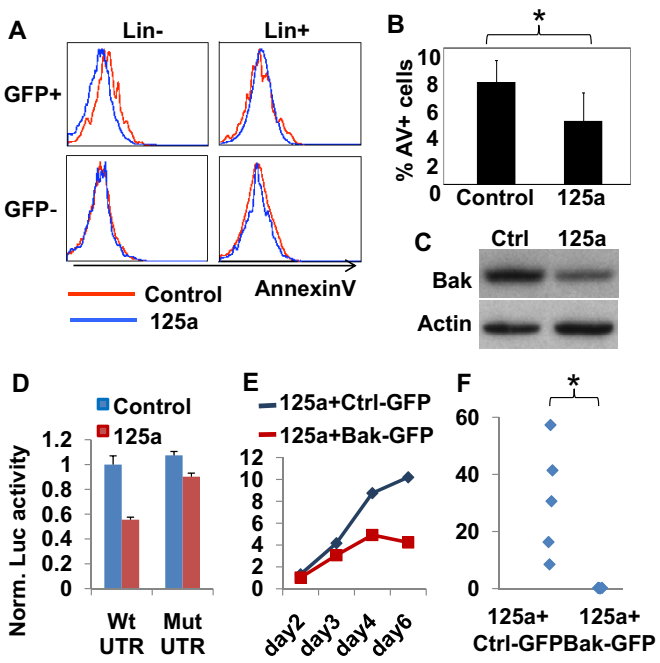 A
Lin-
Lin+
GFP+
GFP-
AnnexinV
Control
125a
B
*
% AV+ cells
10
8
6
4
2
0
Control
125a
C
Ctrl
125a
Bak
Actin
D
Control
125a
Norm. Luc activity
1.2
1
0.8
0.6
0.4
0.2
0
Wt
UTR
Mut
UTR
E
125a+Ctrl-GFP
125a+Bak-GFP
12
10
8
6
4
2
0
day2
day3
day4
day6
F
*
60
40
20
0
125a+
Ctrl-GFP
125a+
Bak-GFP